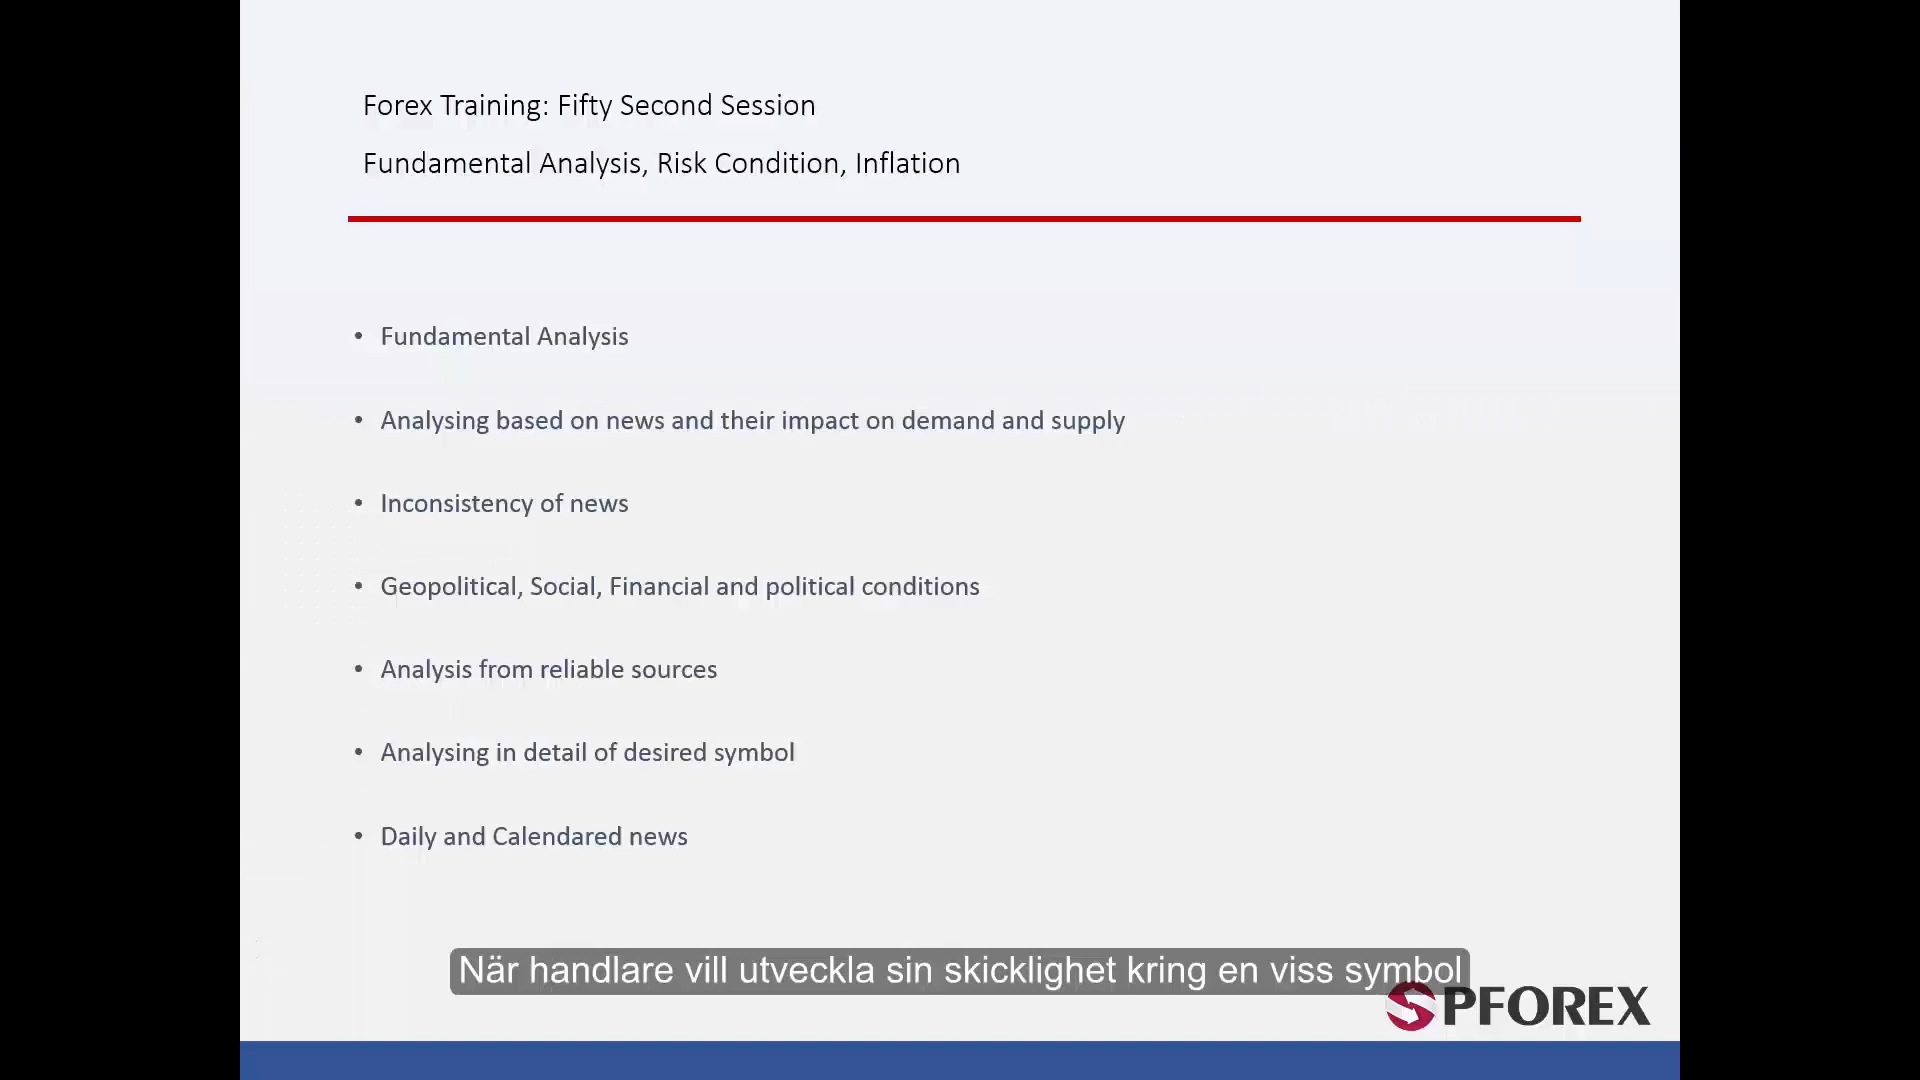 Forex Training: Fifty Second Session
Fundamental Analysis, Risk Condition, Inflation
• Fundamental Analysis
• Analysing based on news and their impact on demand and supply
• Inconsistency of news
• Geopolitical, Social, Financial and political conditions
• Analysis from reliable sources
• Analysing in detail of desired symbol
• Daily and Calendared news
När handlare vill utveckla sin skicklighet kring en viss symbol
SPFOREX